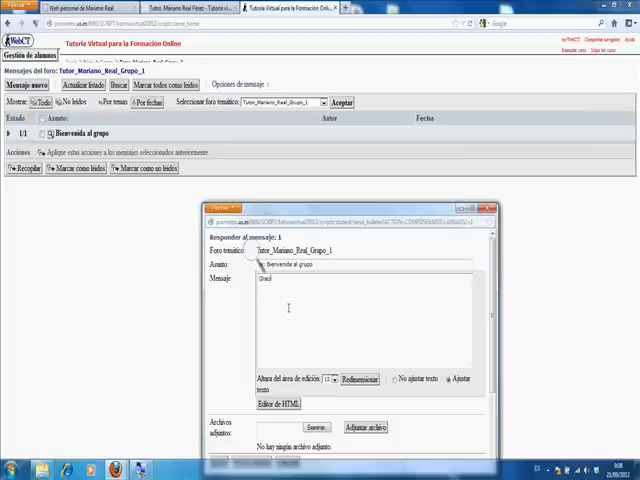 Web personal de Mariano Real
Tutor, Mariano Real Pérez - Tutoría vi...
Tutoría Virtual para la Formación Online
Google
WebCT
Tutoría Virtual para la Formación Online
Gestión de alumnos
Mensajes del foro: Tutor_Mariano_Real_Grupo_1
Mensaje nuevo Actualizar listado Buscar Marcar todos como leídos Opciones de mensaje
Mostrar: Todo No leídos Por temas Por fechas Seleccionar foro temático: Tutor_Mariano_Real_Grupo_1 Aceptar
Estado Asunto: Autor Fecha
1/1 Bienvenida al grupo
Acciones Aplique estas acciones a los mensajes seleccionados anteriormente
Recopilar Marcar como leídos Marcar como no leídos
Responder al mensaje: 1
Foro temático: Tutor_Mariano_Real_Grupo_1
Asunto: Bienvenida al grupo
Mensaje
Altura del área de edición: 12 Redimensionar No ajustar texto Ajustar
texto
Editor de HTML
Archivos
adjuntos: Examinar... Adjuntar archivo
No hay ningún archivo adjunto.
ES 9:08
21/09/2012